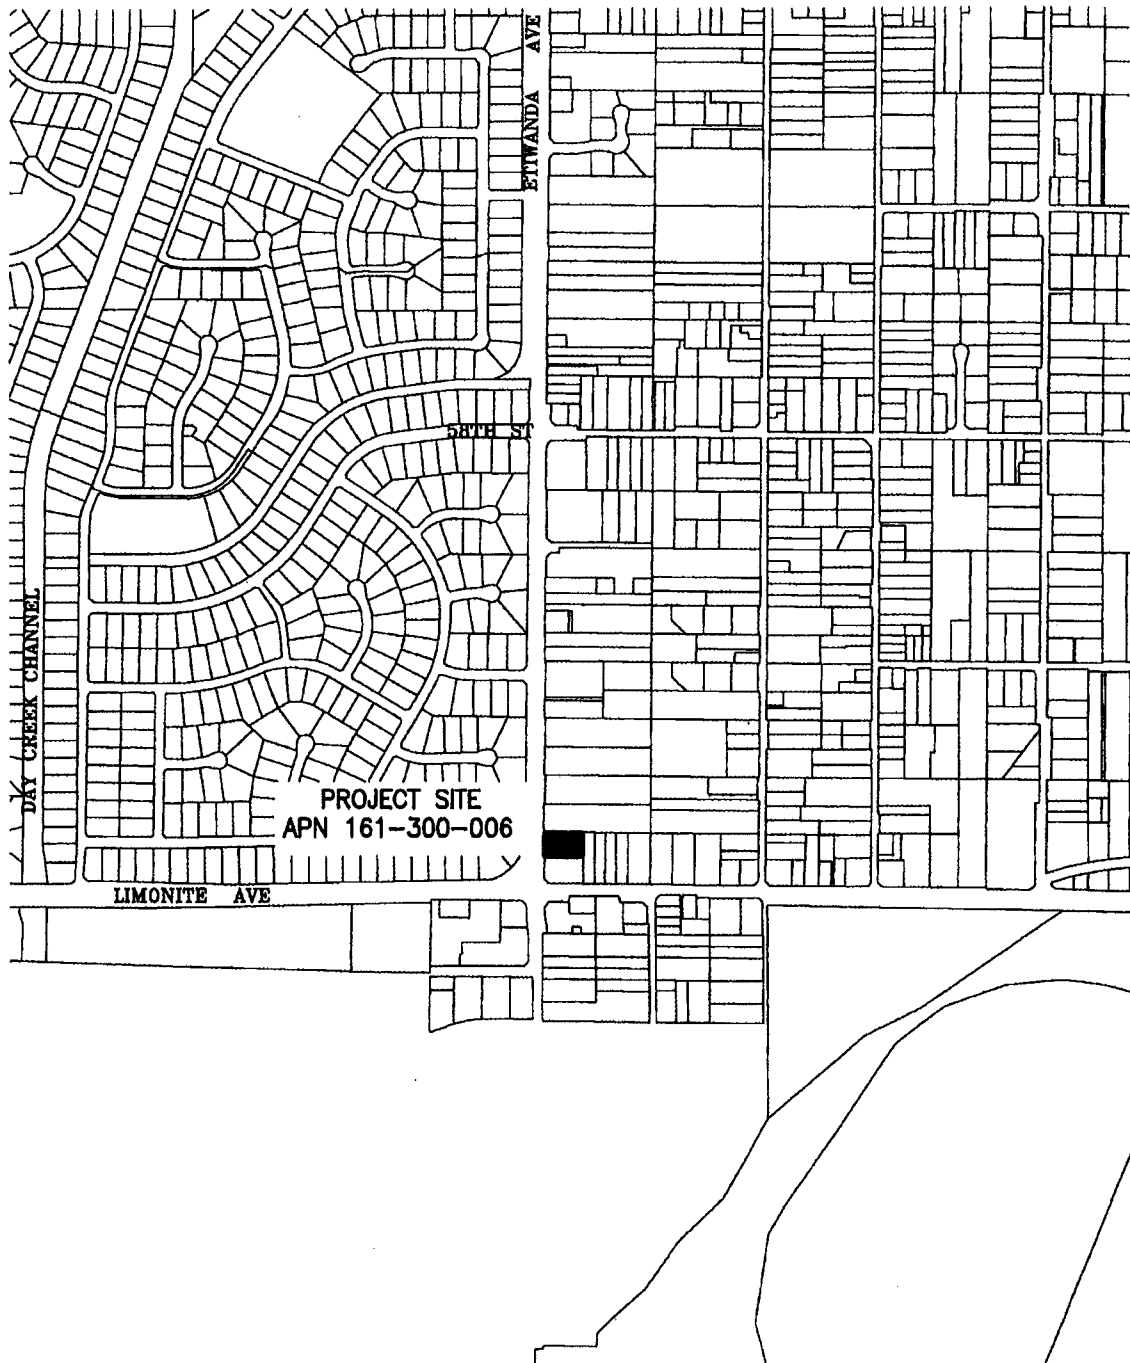 ETIWANDA AVE
58TH ST
DAY CREEK CHANNEL
PROJECT SITE
APN 161-300-006
LIMONITE AVE